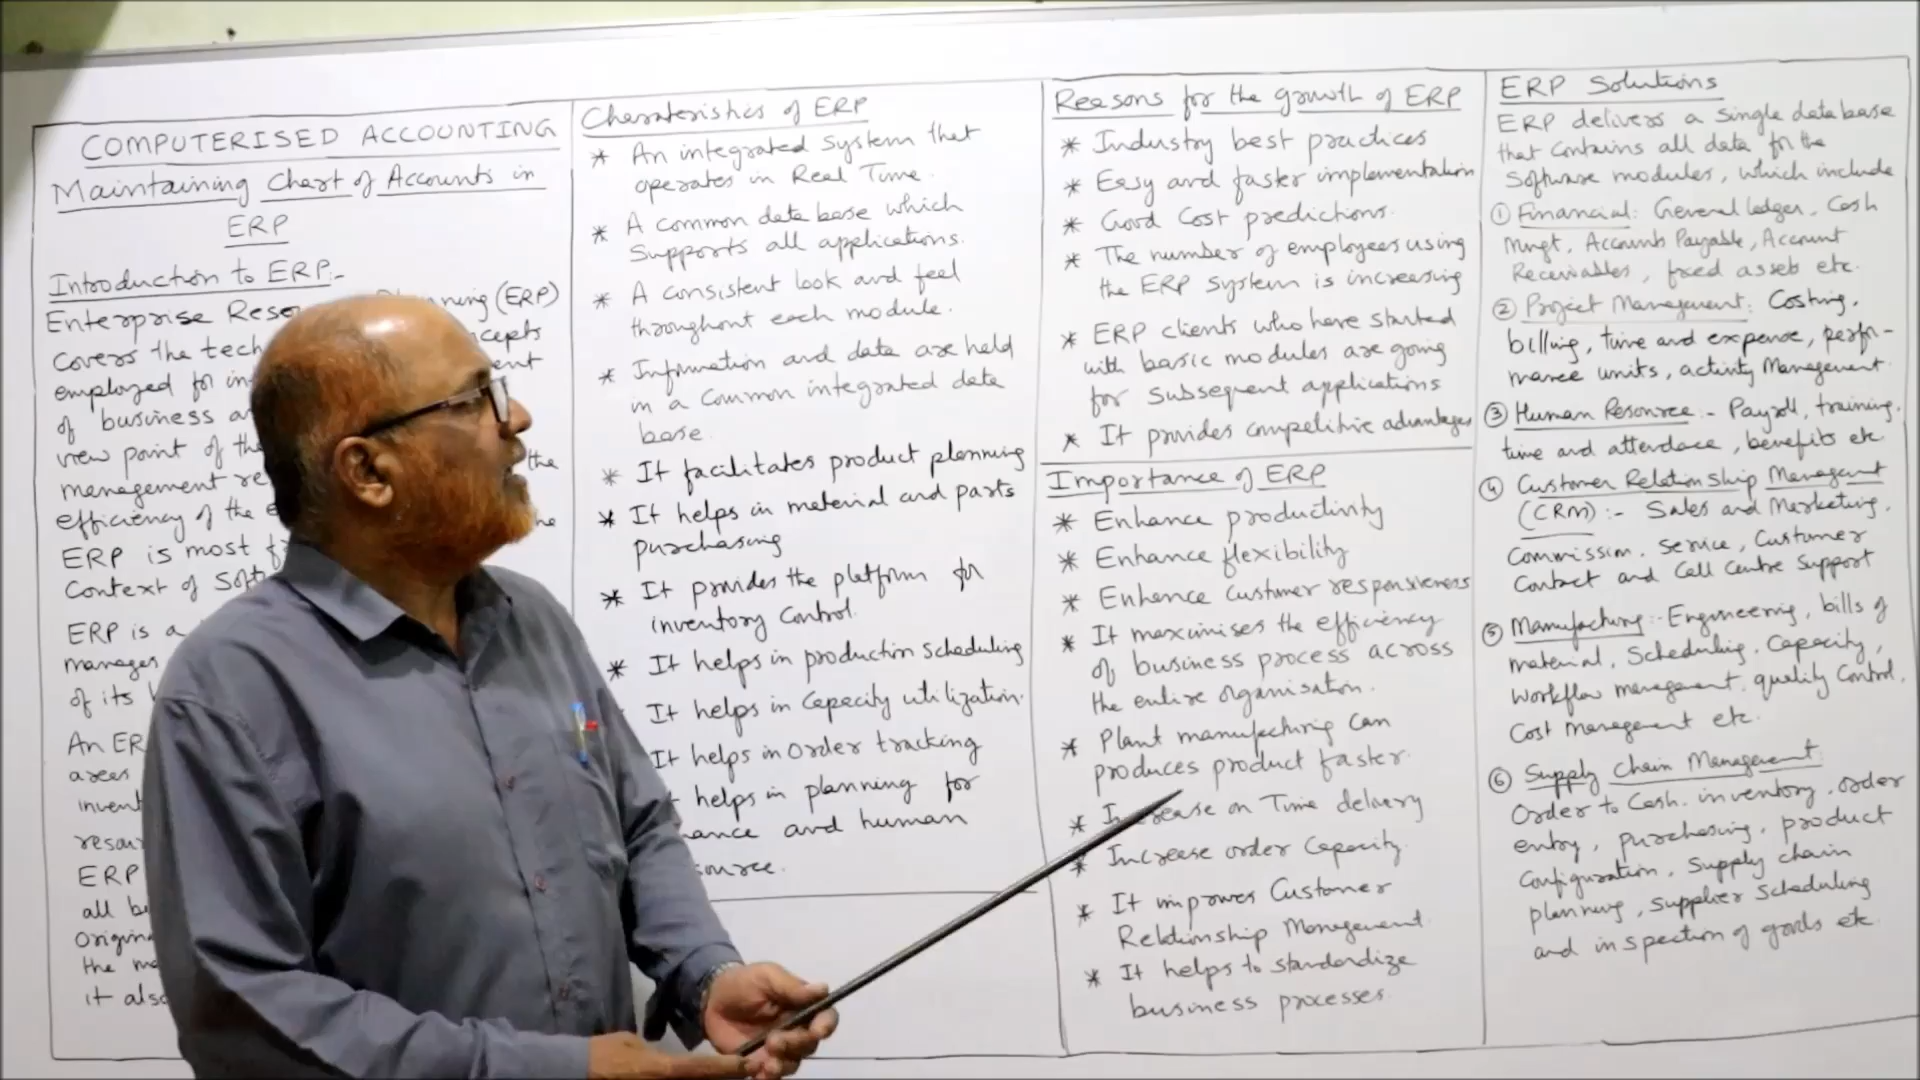 COMPUTERISED ACCOUNTING
Maintaining Chart of Accounts in
ERP
Introduction to ERP:-
Enterprise (ERP)
Covers the
employed for
of business
view point of the the
management
efficiency of the
ERP is most
Context of
ERP is a
manages
of its
An
areas
ERP
all
the
it
Charateristics of ERP
* An integrated System that
operates in Real Time.
* A common data base which
Supports all applications.
* A consistent look and feel
throughout each module.
* Information and data are held
in a common integrated data
base.
* It facilitates product planning
* It helps in material and parts
purchasing
* It provides the platform for
inventory Control.
* It helps in production scheduling
It helps in Capacity utilization.
It helps in Order tracking
helps in planning for
and human
Reasons for the growth of ERP
* Industry best practices
* Easy and faster implementation
* Good Cost predictions.
* The number of employees using
the ERP System is increasing
* ERP clients who have started
with basic modules are going
for subsequent applications
* It provides competitive advantages
Importance of ERP
* Enhance productivity
* Enhance flexibility
* Enhance customer responsiveness
* It maximises the efficiency
of business process across
the entire organisation.
* Plant manufacturing can
produces product faster.
* Increase on Time delivery
* Increase order Capacity.
* It improves Customer
Relationship Management.
* It helps to standardize
business processes.
ERP Solutions
ERP delivers a single data base
that contains all data for the
Software modules, which include
① Financial: General ledger, Cash
Mngt, Accounts Payable, Account
Receivables, fixed assets etc.
② Project Management: Costing,
billing, time and expense, perfor-
mance units, activity Management.
③ Human Resource:- Payroll, training,
time and attendace, benefits etc
④ Customer Relationship Management
(CRM):- Sales and Marketing,
Commission, Service, Customer
Contact and Call Centre Support
⑤ Manufacturing:- Engineering, bills of
material, Scheduling, Capacity,
Workflow management, quality Control,
Cost Management etc.
⑥ Supply Chain Management:
Order to Cash, inventory, order
entry, purchasing, product
Configuration, Supply chain
planning, supplier Scheduling
and inspection of goods etc.